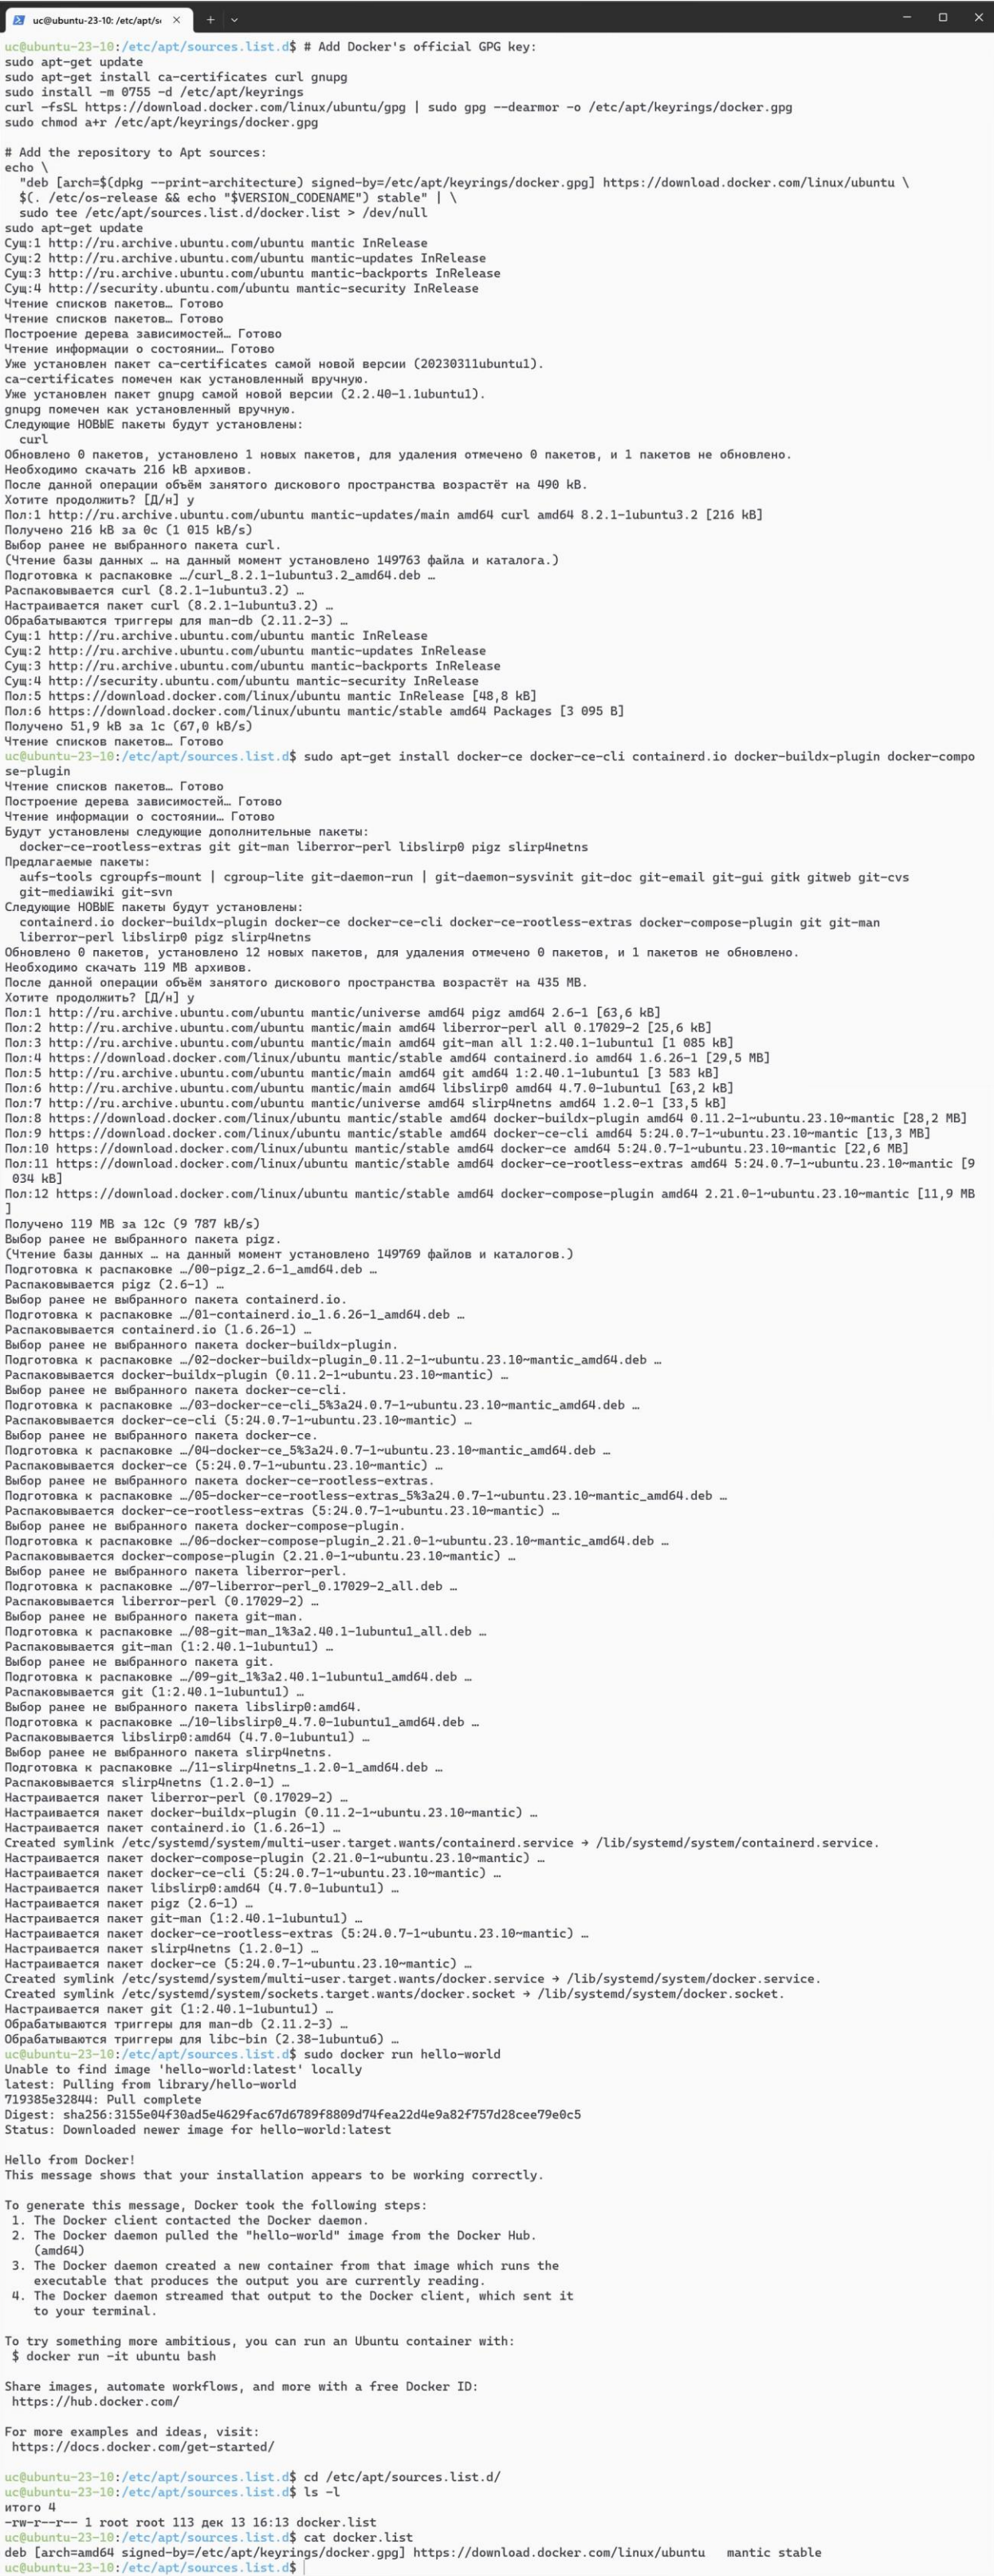 uc@ubuntu-23-10: /etc/apt/s
uc@ubuntu-23-10:/etc/apt/sources.list.d$ # Add Docker's official GPG key:
sudo apt-get update
sudo apt-get install ca-certificates curl gnupg
sudo install -m 0755 -d /etc/apt/keyrings
curl -fsSL https://download.docker.com/linux/ubuntu/gpg | sudo gpg --dearmor -o /etc/apt/keyrings/docker.gpg
sudo chmod a+r /etc/apt/keyrings/docker.gpg

# Add the repository to Apt sources:
echo \
  "deb [arch=$(dpkg --print-architecture) signed-by=/etc/apt/keyrings/docker.gpg] https://download.docker.com/linux/ubuntu \
  $(. /etc/os-release && echo "$VERSION_CODENAME") stable" | \
  sudo tee /etc/apt/sources.list.d/docker.list > /dev/null
sudo apt-get update
Сущ:1 http://ru.archive.ubuntu.com/ubuntu mantic InRelease
Сущ:2 http://ru.archive.ubuntu.com/ubuntu mantic-updates InRelease
Сущ:3 http://ru.archive.ubuntu.com/ubuntu mantic-backports InRelease
Сущ:4 http://security.ubuntu.com/ubuntu mantic-security InRelease
Чтение списков пакетов… Готово
Чтение списков пакетов… Готово
Построение дерева зависимостей… Готово
Чтение информации о состоянии… Готово
Уже установлен пакет ca-certificates самой новой версии (20230311ubuntu1).
ca-certificates помечен как установленный вручную.
Уже установлен пакет gnupg самой новой версии (2.2.40-1.1ubuntu1).
gnupg помечен как установленный вручную.
Следующие НОВЫЕ пакеты будут установлены:
  curl
Обновлено 0 пакетов, установлено 1 новых пакетов, для удаления отмечено 0 пакетов, и 1 пакетов не обновлено.
Необходимо скачать 216 kB архивов.
После данной операции объём занятого дискового пространства возрастёт на 490 kB.
Хотите продолжить? [Д/н] y
Пол:1 http://ru.archive.ubuntu.com/ubuntu mantic-updates/main amd64 curl amd64 8.2.1-1ubuntu3.2 [216 kB]
Получено 216 kB за 0с (1 015 kB/s)
Выбор ранее не выбранного пакета curl.
(Чтение базы данных … на данный момент установлено 149763 файла и каталога.)
Подготовка к распаковке …/curl_8.2.1-1ubuntu3.2_amd64.deb …
Распаковывается curl (8.2.1-1ubuntu3.2) …
Настраивается пакет curl (8.2.1-1ubuntu3.2) …
Обрабатываются триггеры для man-db (2.11.2-3) …
Сущ:1 http://ru.archive.ubuntu.com/ubuntu mantic InRelease
Сущ:2 http://ru.archive.ubuntu.com/ubuntu mantic-updates InRelease
Сущ:3 http://ru.archive.ubuntu.com/ubuntu mantic-backports InRelease
Сущ:4 http://security.ubuntu.com/ubuntu mantic-security InRelease
Пол:5 https://download.docker.com/linux/ubuntu mantic InRelease [48,8 kB]
Пол:6 https://download.docker.com/linux/ubuntu mantic/stable amd64 Packages [3 095 B]
Получено 51,9 kB за 1с (67,0 kB/s)
Чтение списков пакетов… Готово
uc@ubuntu-23-10:/etc/apt/sources.list.d$ sudo apt-get install docker-ce docker-ce-cli containerd.io docker-buildx-plugin docker-compo
se-plugin
Чтение списков пакетов… Готово
Построение дерева зависимостей… Готово
Чтение информации о состоянии… Готово
Будут установлены следующие дополнительные пакеты:
  docker-ce-rootless-extras git git-man liberror-perl libslirp0 pigz slirp4netns
Предлагаемые пакеты:
  aufs-tools cgroupfs-mount | cgroup-lite git-daemon-run | git-daemon-sysvinit git-doc git-email git-gui gitk gitweb git-cvs
  git-mediawiki git-svn
Следующие НОВЫЕ пакеты будут установлены:
  containerd.io docker-buildx-plugin docker-ce docker-ce-cli docker-ce-rootless-extras docker-compose-plugin git git-man
  liberror-perl libslirp0 pigz slirp4netns
Обновлено 0 пакетов, установлено 12 новых пакетов, для удаления отмечено 0 пакетов, и 1 пакетов не обновлено.
Необходимо скачать 119 MB архивов.
После данной операции объём занятого дискового пространства возрастёт на 435 MB.
Хотите продолжить? [Д/н] y
Пол:1 http://ru.archive.ubuntu.com/ubuntu mantic/universe amd64 pigz amd64 2.6-1 [63,6 kB]
Пол:2 http://ru.archive.ubuntu.com/ubuntu mantic/main amd64 liberror-perl all 0.17029-2 [25,6 kB]
Пол:3 http://ru.archive.ubuntu.com/ubuntu mantic/main amd64 git-man all 1:2.40.1-1ubuntu1 [1 085 kB]
Пол:4 https://download.docker.com/linux/ubuntu mantic/stable amd64 containerd.io amd64 1.6.26-1 [29,5 MB]
Пол:5 http://ru.archive.ubuntu.com/ubuntu mantic/main amd64 git amd64 1:2.40.1-1ubuntu1 [3 583 kB]
Пол:6 http://ru.archive.ubuntu.com/ubuntu mantic/main amd64 libslirp0 amd64 4.7.0-1ubuntu1 [63,2 kB]
Пол:7 http://ru.archive.ubuntu.com/ubuntu mantic/universe amd64 slirp4netns amd64 1.2.0-1 [33,5 kB]
Пол:8 https://download.docker.com/linux/ubuntu mantic/stable amd64 docker-buildx-plugin amd64 0.11.2-1~ubuntu.23.10~mantic [28,2 MB]
Пол:9 https://download.docker.com/linux/ubuntu mantic/stable amd64 docker-ce-cli amd64 5:24.0.7-1~ubuntu.23.10~mantic [13,3 MB]
Пол:10 https://download.docker.com/linux/ubuntu mantic/stable amd64 docker-ce amd64 5:24.0.7-1~ubuntu.23.10~mantic [22,6 MB]
Пол:11 https://download.docker.com/linux/ubuntu mantic/stable amd64 docker-ce-rootless-extras amd64 5:24.0.7-1~ubuntu.23.10~mantic [9
 034 kB]
Пол:12 https://download.docker.com/linux/ubuntu mantic/stable amd64 docker-compose-plugin amd64 2.21.0-1~ubuntu.23.10~mantic [11,9 MB
]
Получено 119 MB за 12с (9 787 kB/s)
Выбор ранее не выбранного пакета pigz.
(Чтение базы данных … на данный момент установлено 149769 файлов и каталогов.)
Подготовка к распаковке …/00-pigz_2.6-1_amd64.deb …
Распаковывается pigz (2.6-1) …
Выбор ранее не выбранного пакета containerd.io.
Подготовка к распаковке …/01-containerd.io_1.6.26-1_amd64.deb …
Распаковывается containerd.io (1.6.26-1) …
Выбор ранее не выбранного пакета docker-buildx-plugin.
Подготовка к распаковке …/02-docker-buildx-plugin_0.11.2-1~ubuntu.23.10~mantic_amd64.deb …
Распаковывается docker-buildx-plugin (0.11.2-1~ubuntu.23.10~mantic) …
Выбор ранее не выбранного пакета docker-ce-cli.
Подготовка к распаковке …/03-docker-ce-cli_5%3a24.0.7-1~ubuntu.23.10~mantic_amd64.deb …
Распаковывается docker-ce-cli (5:24.0.7-1~ubuntu.23.10~mantic) …
Выбор ранее не выбранного пакета docker-ce.
Подготовка к распаковке …/04-docker-ce_5%3a24.0.7-1~ubuntu.23.10~mantic_amd64.deb …
Распаковывается docker-ce (5:24.0.7-1~ubuntu.23.10~mantic) …
Выбор ранее не выбранного пакета docker-ce-rootless-extras.
Подготовка к распаковке …/05-docker-ce-rootless-extras_5%3a24.0.7-1~ubuntu.23.10~mantic_amd64.deb …
Распаковывается docker-ce-rootless-extras (5:24.0.7-1~ubuntu.23.10~mantic) …
Выбор ранее не выбранного пакета docker-compose-plugin.
Подготовка к распаковке …/06-docker-compose-plugin_2.21.0-1~ubuntu.23.10~mantic_amd64.deb …
Распаковывается docker-compose-plugin (2.21.0-1~ubuntu.23.10~mantic) …
Выбор ранее не выбранного пакета liberror-perl.
Подготовка к распаковке …/07-liberror-perl_0.17029-2_all.deb …
Распаковывается liberror-perl (0.17029-2) …
Выбор ранее не выбранного пакета git-man.
Подготовка к распаковке …/08-git-man_1%3a2.40.1-1ubuntu1_all.deb …
Распаковывается git-man (1:2.40.1-1ubuntu1) …
Выбор ранее не выбранного пакета git.
Подготовка к распаковке …/09-git_1%3a2.40.1-1ubuntu1_amd64.deb …
Распаковывается git (1:2.40.1-1ubuntu1) …
Выбор ранее не выбранного пакета libslirp0:amd64.
Подготовка к распаковке …/10-libslirp0_4.7.0-1ubuntu1_amd64.deb …
Распаковывается libslirp0:amd64 (4.7.0-1ubuntu1) …
Выбор ранее не выбранного пакета slirp4netns.
Подготовка к распаковке …/11-slirp4netns_1.2.0-1_amd64.deb …
Распаковывается slirp4netns (1.2.0-1) …
Настраивается пакет liberror-perl (0.17029-2) …
Настраивается пакет docker-buildx-plugin (0.11.2-1~ubuntu.23.10~mantic) …
Настраивается пакет containerd.io (1.6.26-1) …
Created symlink /etc/systemd/system/multi-user.target.wants/containerd.service → /lib/systemd/system/containerd.service.
Настраивается пакет docker-compose-plugin (2.21.0-1~ubuntu.23.10~mantic) …
Настраивается пакет docker-ce-cli (5:24.0.7-1~ubuntu.23.10~mantic) …
Настраивается пакет libslirp0:amd64 (4.7.0-1ubuntu1) …
Настраивается пакет pigz (2.6-1) …
Настраивается пакет git-man (1:2.40.1-1ubuntu1) …
Настраивается пакет docker-ce-rootless-extras (5:24.0.7-1~ubuntu.23.10~mantic) …
Настраивается пакет slirp4netns (1.2.0-1) …
Настраивается пакет docker-ce (5:24.0.7-1~ubuntu.23.10~mantic) …
Created symlink /etc/systemd/system/multi-user.target.wants/docker.service → /lib/systemd/system/docker.service.
Created symlink /etc/systemd/system/sockets.target.wants/docker.socket → /lib/systemd/system/docker.socket.
Настраивается пакет git (1:2.40.1-1ubuntu1) …
Обрабатываются триггеры для man-db (2.11.2-3) …
Обрабатываются триггеры для libc-bin (2.38-1ubuntu6) …
uc@ubuntu-23-10:/etc/apt/sources.list.d$ sudo docker run hello-world
Unable to find image 'hello-world:latest' locally
latest: Pulling from library/hello-world
719385e32844: Pull complete
Digest: sha256:3155e04f30ad5e4629fac67d6789f8809d74fea22d4e9a82f757d28cee79e0c5
Status: Downloaded newer image for hello-world:latest

Hello from Docker!
This message shows that your installation appears to be working correctly.

To generate this message, Docker took the following steps:
 1. The Docker client contacted the Docker daemon.
 2. The Docker daemon pulled the "hello-world" image from the Docker Hub.
    (amd64)
 3. The Docker daemon created a new container from that image which runs the
    executable that produces the output you are currently reading.
 4. The Docker daemon streamed that output to the Docker client, which sent it
    to your terminal.

To try something more ambitious, you can run an Ubuntu container with:
 $ docker run -it ubuntu bash

Share images, automate workflows, and more with a free Docker ID:
 https://hub.docker.com/

For more examples and ideas, visit:
 https://docs.docker.com/get-started/

uc@ubuntu-23-10:/etc/apt/sources.list.d$ cd /etc/apt/sources.list.d/
uc@ubuntu-23-10:/etc/apt/sources.list.d$ ls -l
итого 4
-rw-r--r-- 1 root root 113 дек 13 16:13 docker.list
uc@ubuntu-23-10:/etc/apt/sources.list.d$ cat docker.list
deb [arch=amd64 signed-by=/etc/apt/keyrings/docker.gpg] https://download.docker.com/linux/ubuntu   mantic stable
uc@ubuntu-23-10:/etc/apt/sources.list.d$